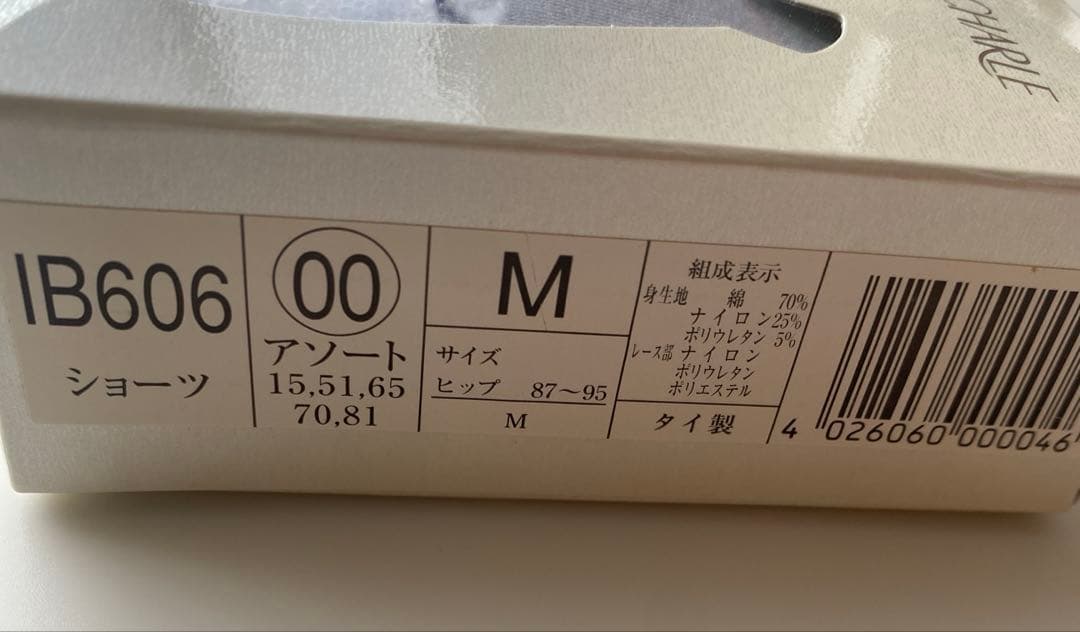 CHARLE
IB606
ショーツ
00
アソート
15,51,65
70,81
M
サイズ
ヒップ 87～95
M
組成表示
身生地 綿 70%
ナイロン 25%
ポリウレタン 5%
レース部 ナイロン
ポリウレタン
ポリエステル
タイ製
4 026060 000046